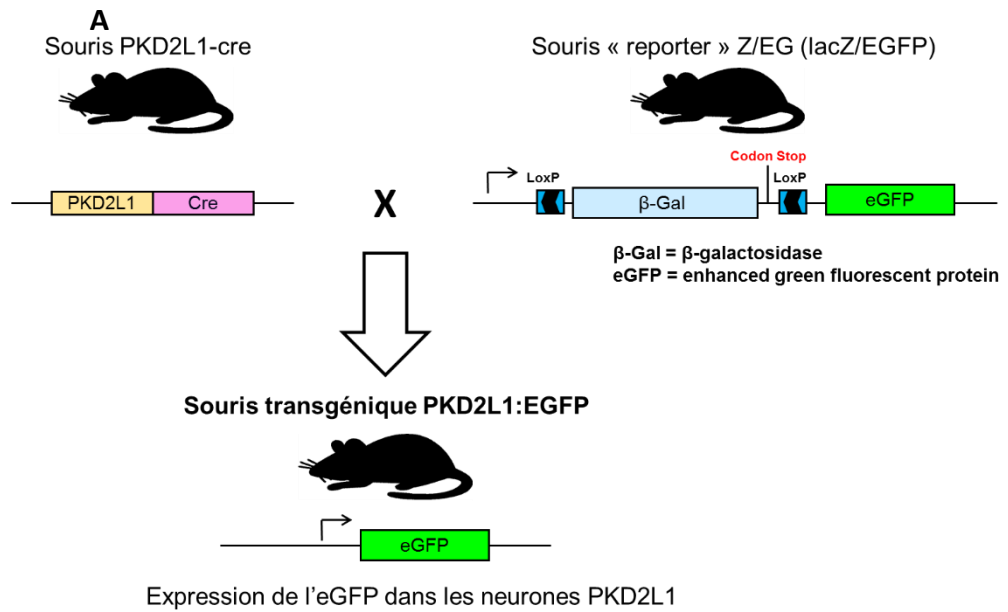 A
Souris PKD2L1-cre
Souris « reporter » Z/EG (lacZ/EGFP)
Codon Stop
LoxP
LoxP
PKD2L1
Cre
X
β-Gal
eGFP
β-Gal = β-galactosidase
eGFP = enhanced green fluorescent protein
Souris transgénique PKD2L1:EGFP
eGFP
Expression de l'eGFP dans les neurones PKD2L1